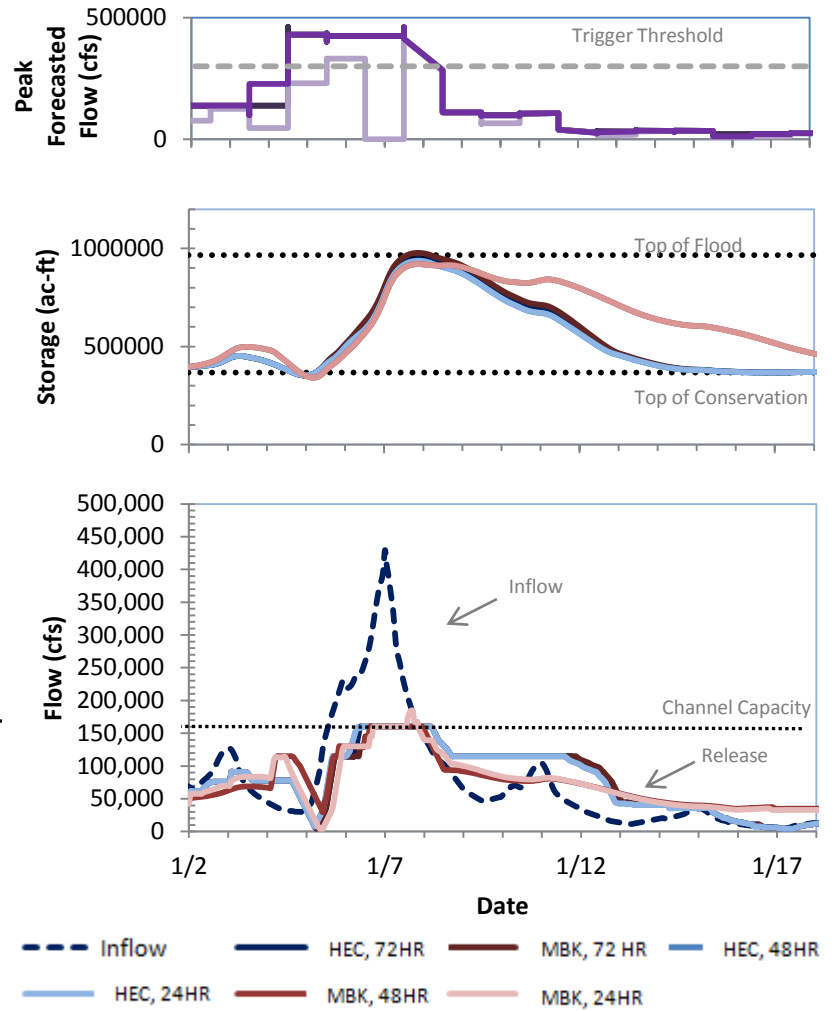 Peak
Forecasted
Flow (cfs)
500000
0
Trigger Threshold
Storage (ac-ft)
1000000
500000
0
Top of Flood
Top of Conservation
Flow (cfs)
500,000
450,000
400,000
350,000
300,000
250,000
200,000
150,000
100,000
50,000
0
Inflow
Channel Capacity
Release
1/2
1/7
1/12
1/17
Date
Inflow
HEC, 72HR
MBK, 72 HR
HEC, 48HR
HEC, 24HR
MBK, 48HR
MBK, 24HR